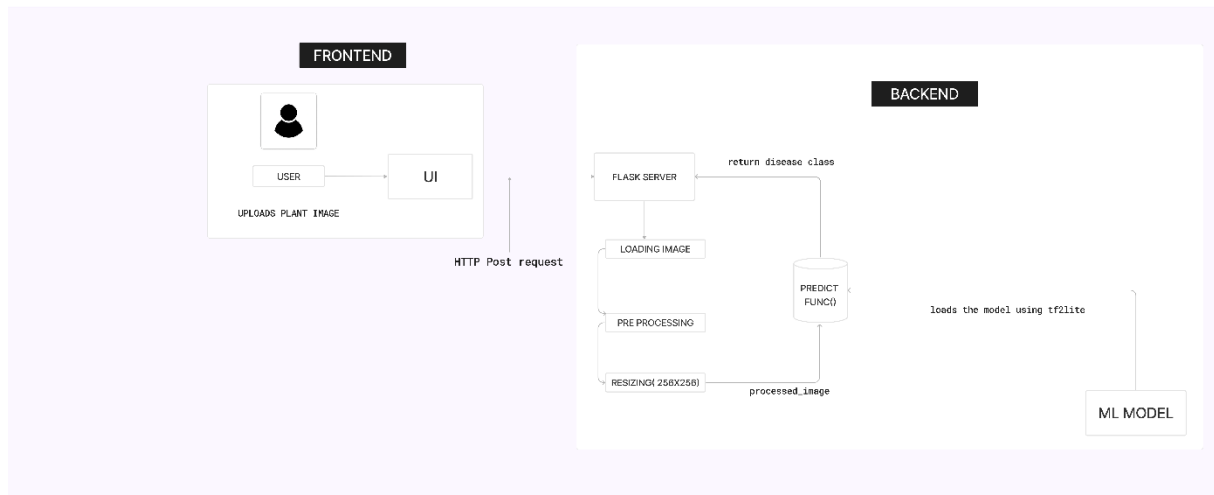 FRONTEND
USER
UI
UPLOADS PLANT IMAGE
HTTP Post request
BACKEND
return disease class
FLASK SERVER
LOADING IMAGE
PREDICT
FUNC()
loads the model using tf2lite
PRE PROCESSING
RESIZING( 256X256)
processed_image
ML MODEL